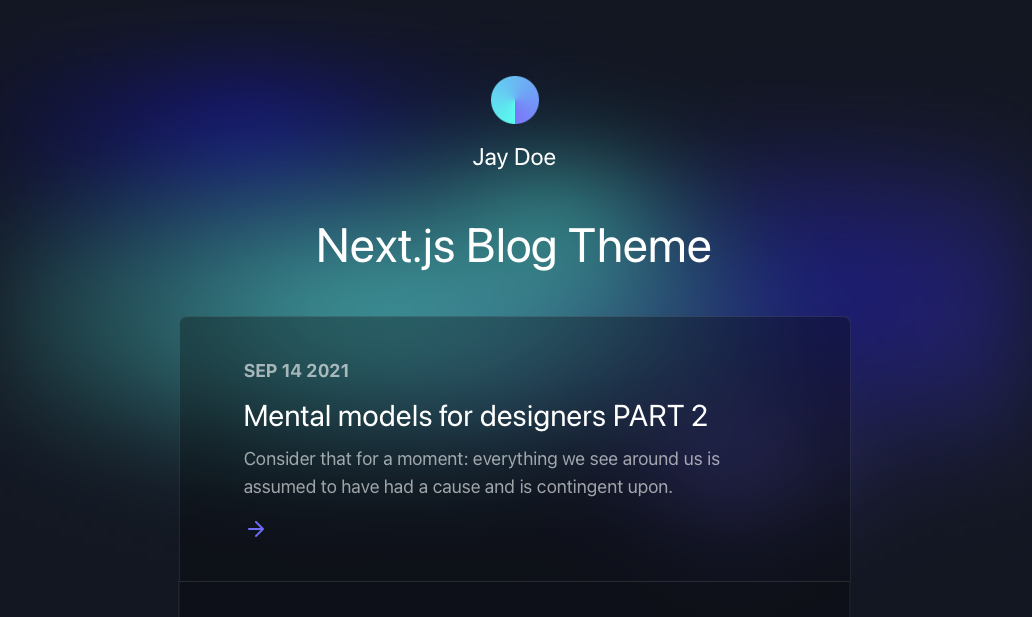 Jay Doe
Next.js Blog Theme
SEP 14 2021
Mental models for designers PART 2
Consider that for a moment: everything we see around us is
assumed to have had a cause and is contingent upon.